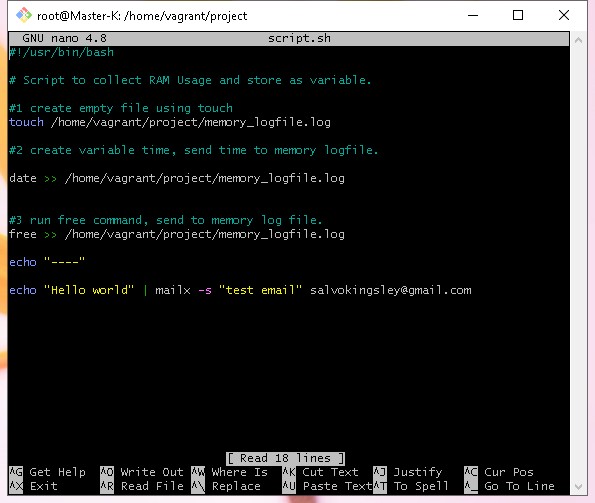 root@Master-K: /home/vagrant/project
GNU nano 4.8 script.sh
#!/usr/bin/bash
# Script to collect RAM Usage and store as variable.
#1 create empty file using touch
touch /home/vagrant/project/memory_logfile.log
#2 create variable time, send time to memory logfile.
date >> /home/vagrant/project/memory_logfile.log
#3 run free command, send to memory log file.
free >> /home/vagrant/project/memory_logfile.log
echo "----"
echo "Hello world" | mailx -s "test email" salvokingsley@gmail.com
[ Read 18 lines ]
^G Get Help ^O Write Out ^W Where Is ^K Cut Text ^J Justify ^C Cur Pos
^X Exit ^R Read File ^\ Replace ^U Paste Text^T To Spell ^_ Go To Line